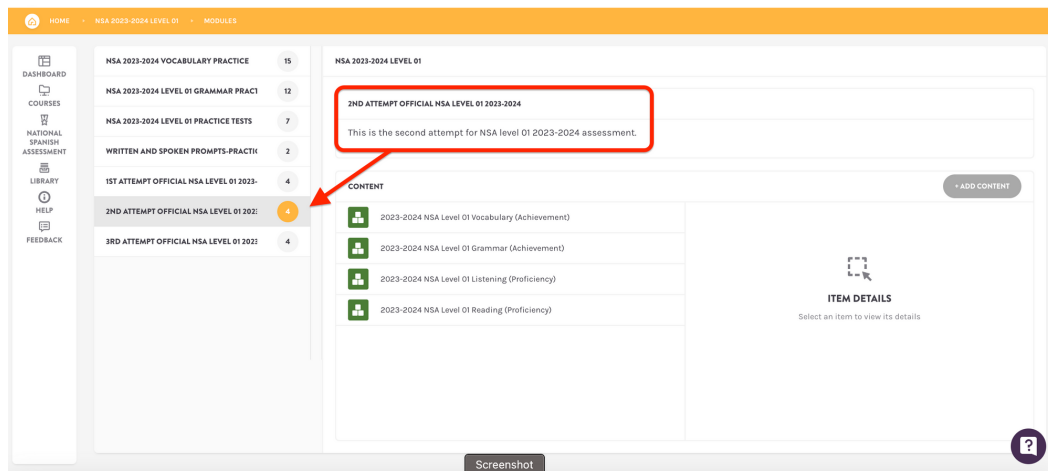 HOME • NSA 2023-2024 LEVEL 01 • MODULES
DASHBOARD
COURSES
NATIONAL
SPANISH
ASSESSMENT
LIBRARY
HELP
FEEDBACK
NSA 2023-2024 VOCABULARY PRACTICE 15
NSA 2023-2024 LEVEL 01 GRAMMAR PRACT 12
NSA 2023-2024 LEVEL 01 PRACTICE TESTS 7
WRITTEN AND SPOKEN PROMPTS-PRACTIC 2
1ST ATTEMPT OFFICIAL NSA LEVEL 01 2023- 4
2ND ATTEMPT OFFICIAL NSA LEVEL 01 202 4
3RD ATTEMPT OFFICIAL NSA LEVEL 01 2023 4
NSA 2023-2024 LEVEL 01
2ND ATTEMPT OFFICIAL NSA LEVEL 01 2023-2024
This is the second attempt for NSA level 01 2023-2024 assessment.
CONTENT
+ ADD CONTENT
2023-2024 NSA Level 01 Vocabulary (Achievement)
2023-2024 NSA Level 01 Grammar (Achievement)
2023-2024 NSA Level 01 Listening (Proficiency)
2023-2024 NSA Level 01 Reading (Proficiency)
ITEM DETAILS
Select an item to view its details
?
Screenshot